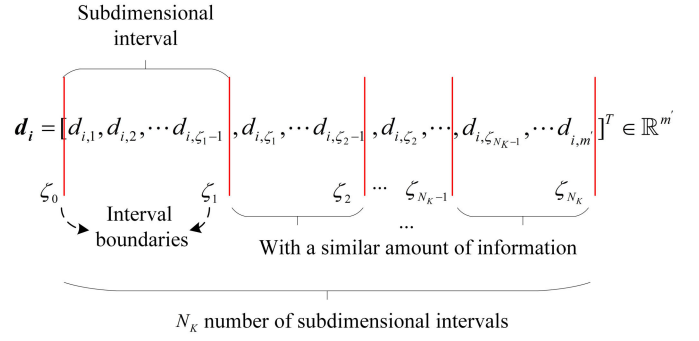 Subdimensional
interval
d_i = [d_{i,1}, d_{i,2}, ⋯ d_{i,ζ_1-1}, d_{i,ζ_1}, ⋯ d_{i,ζ_2-1}, d_{i,ζ_2}, ⋯, d_{i,ζ_{N_K-1}}, ⋯ d_{i,m'}]^T ∈ ℝ^{m'}
ζ_0 ζ_1 ζ_2 ... ζ_{N_K-1} ζ_{N_K}
Interval
boundaries
...
With a similar amount of information
N_K number of subdimensional intervals